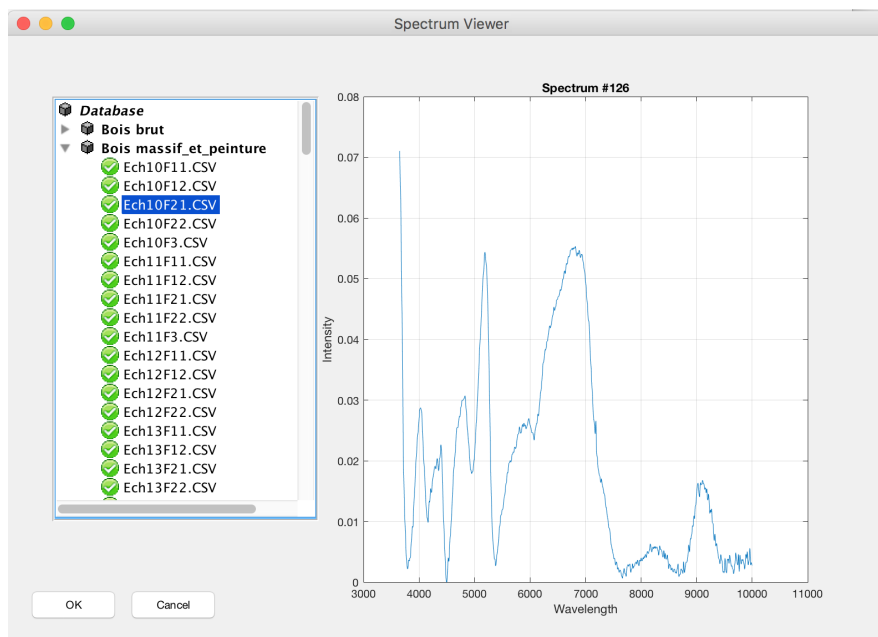 Spectrum Viewer
Database
Bois brut
Bois massif_et_peinture
Ech10F11.CSV
Ech10F12.CSV
Ech10F21.CSV
Ech10F22.CSV
Ech10F3.CSV
Ech11F11.CSV
Ech11F12.CSV
Ech11F21.CSV
Ech11F22.CSV
Ech11F3.CSV
Ech12F11.CSV
Ech12F12.CSV
Ech12F21.CSV
Ech12F22.CSV
Ech13F11.CSV
Ech13F12.CSV
Ech13F21.CSV
Ech13F22.CSV
Spectrum #126
0.08
0.07
0.06
0.05
0.04
0.03
0.02
0.01
0
Intensity
3000 4000 5000 6000 7000 8000 9000 10000 11000
Wavelength
OK
Cancel